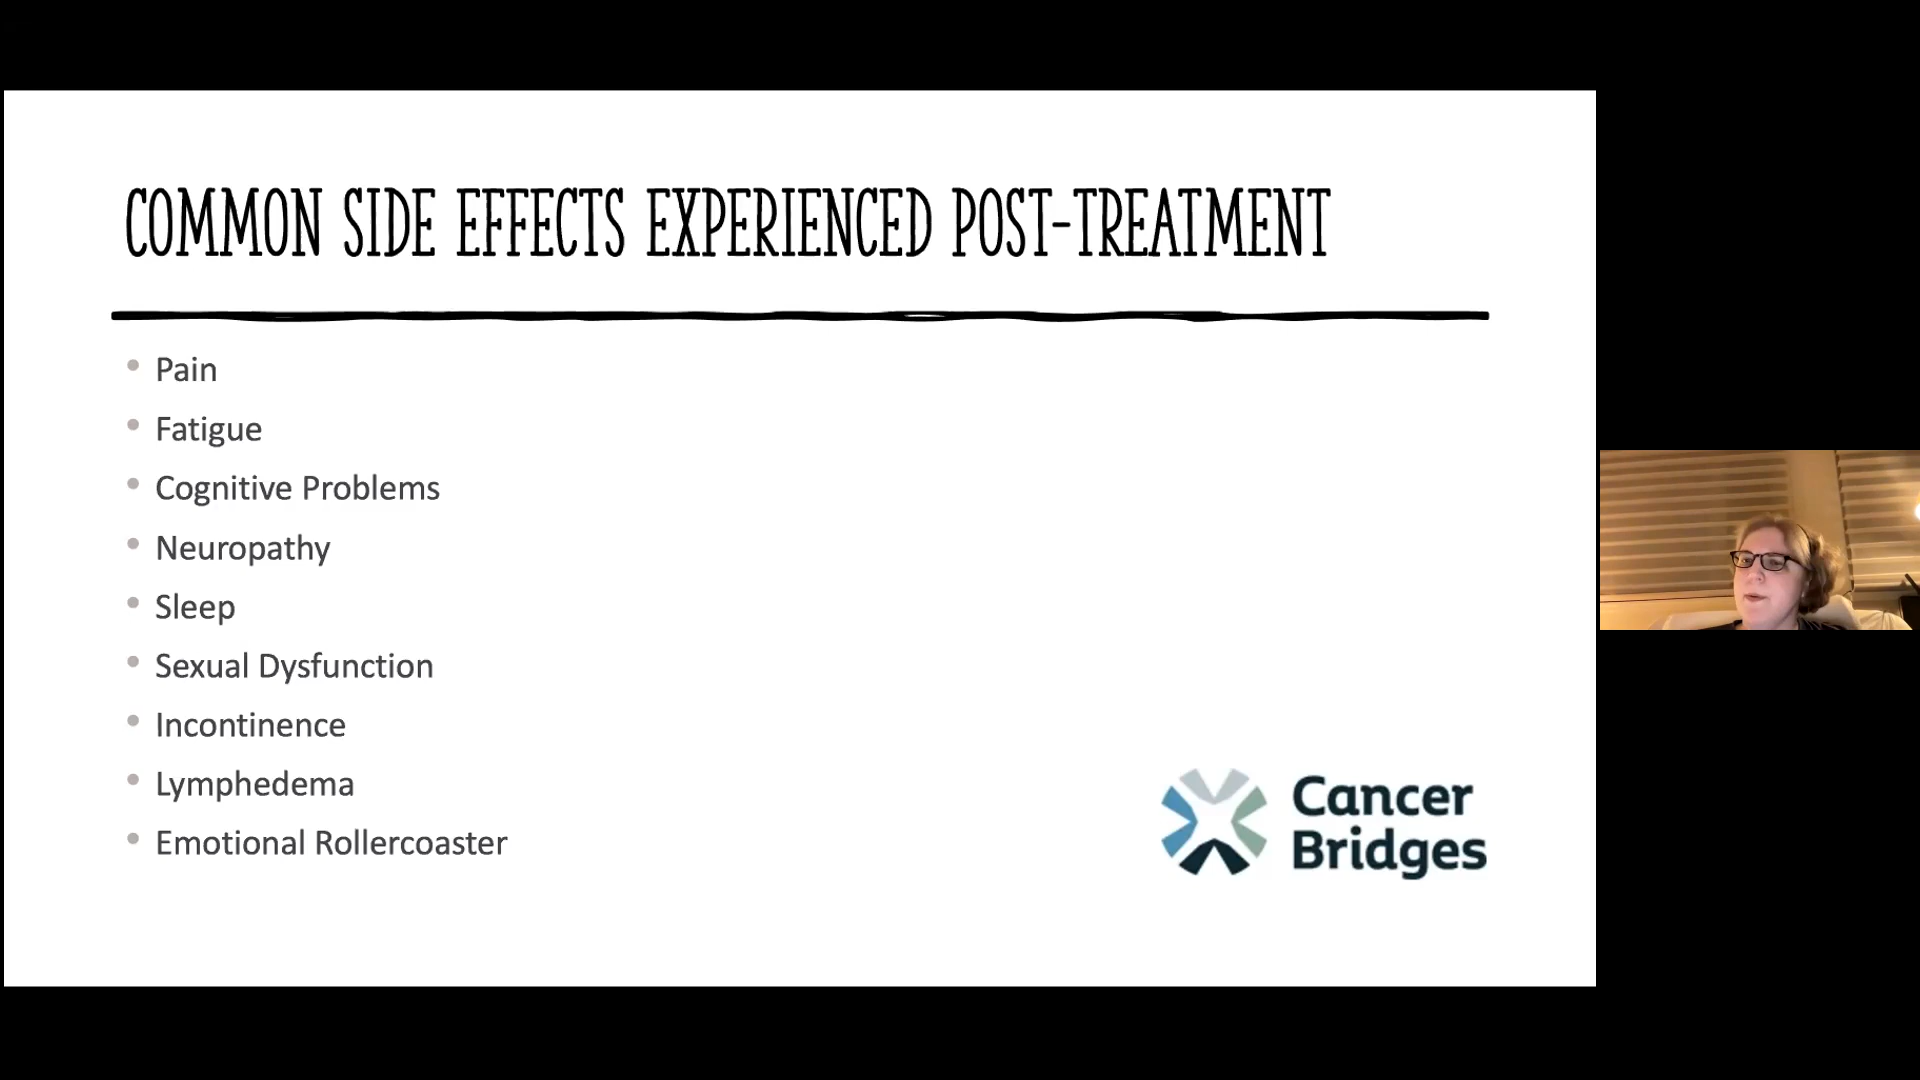 COMMON SIDE EFFECTS EXPERIENCED POST-TREATMENT
Pain
Fatigue
Cognitive Problems
Neuropathy
Sleep
Sexual Dysfunction
Incontinence
Lymphedema
Emotional Rollercoaster
Cancer
Bridges